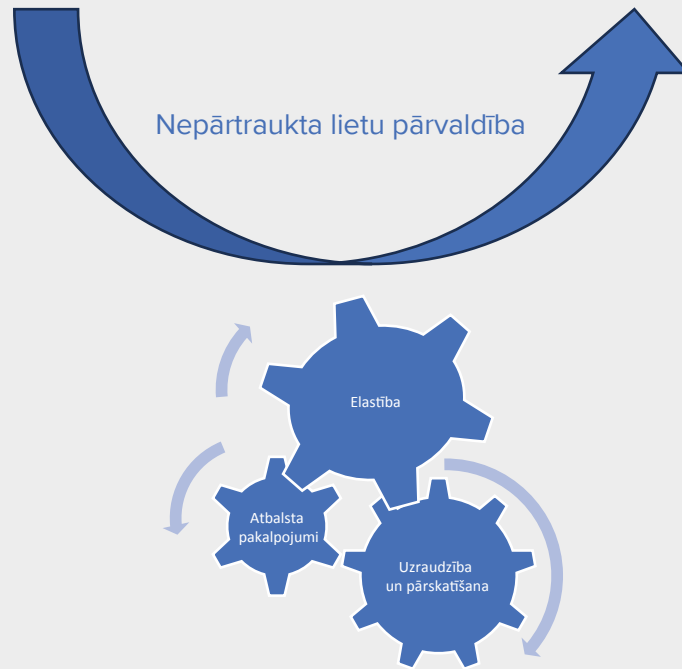 Nepārtraukta lietu pārvaldība
Elastība
Atbalsta
pakalpojumi
Uzraudzība
un pārskatīšana